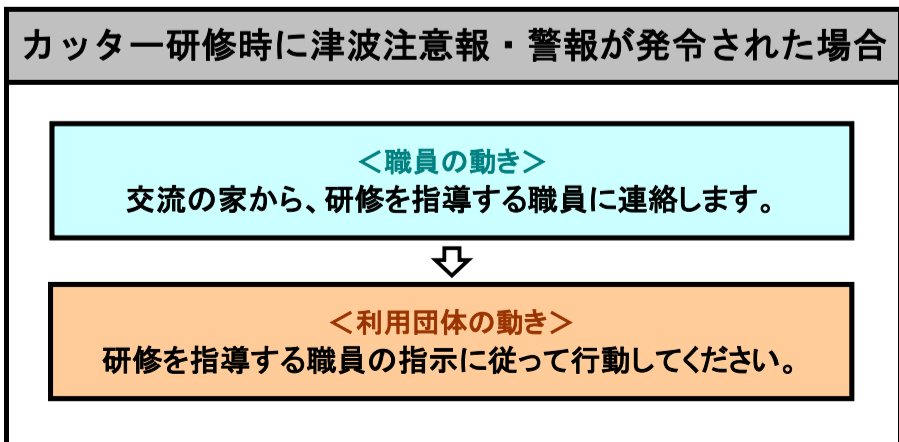 カッター研修時に津波注意報・警報が発令された場合
＜職員の動き＞
交流の家から、研修を指導する職員に連絡します。
＜利用団体の動き＞
研修を指導する職員の指示に従って行動してください。